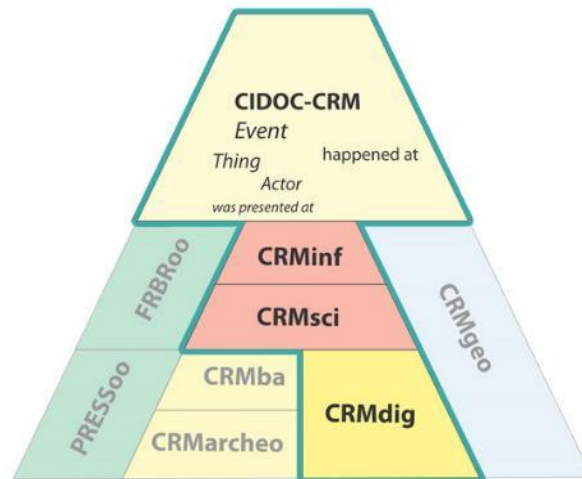 CIDOC-CRM
Event
happened at
Thing
Actor
was presented at
FRBRoo
CRMinf
CRMgeo
CRMsci
PRESSoo
CRMba
CRMdig
CRMarcheo